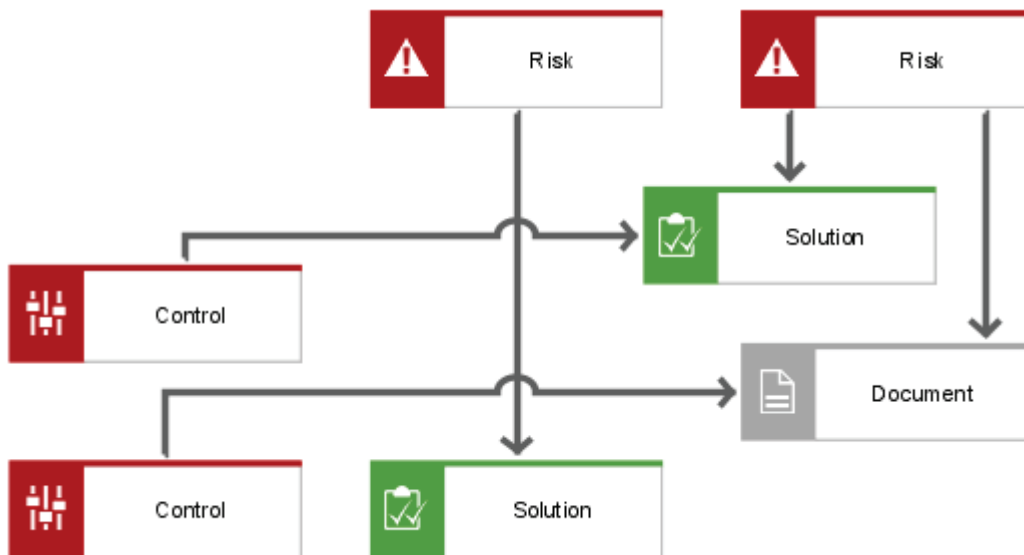 Risk
Risk
Solution
Control
Document
Control
Solution